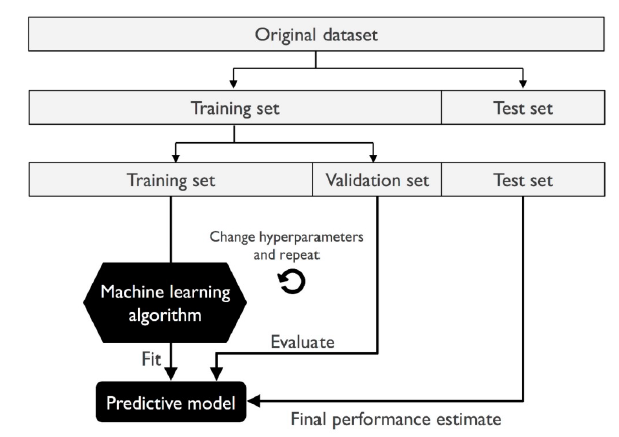 Original dataset
Training set
Test set
Training set
Validation set
Test set
Change hyperparameters
and repeat
Machine learning
algorithm
Evaluate
Fit
Predictive model
Final performance estimate